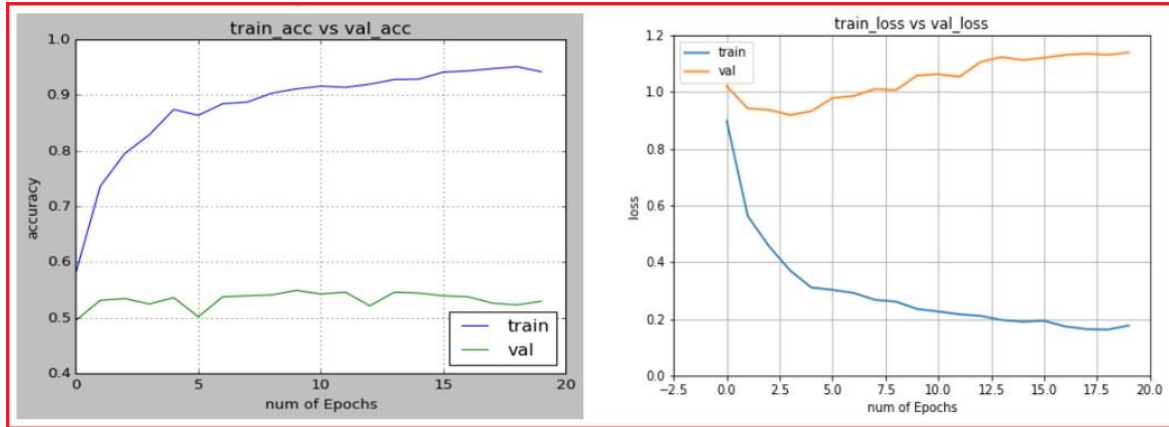 train_acc vs val_acc
1.0
0.9
0.8
0.7
0.6
0.5
0.4
accuracy
train
val
0
5
10
15
20
num of Epochs
train_loss vs val_loss
train
val
1.2
1.0
0.8
0.6
0.4
0.2
0.0
loss
−2.5
0.0
2.5
5.0
7.5
10.0
12.5
15.0
17.5
20.0
num of Epochs